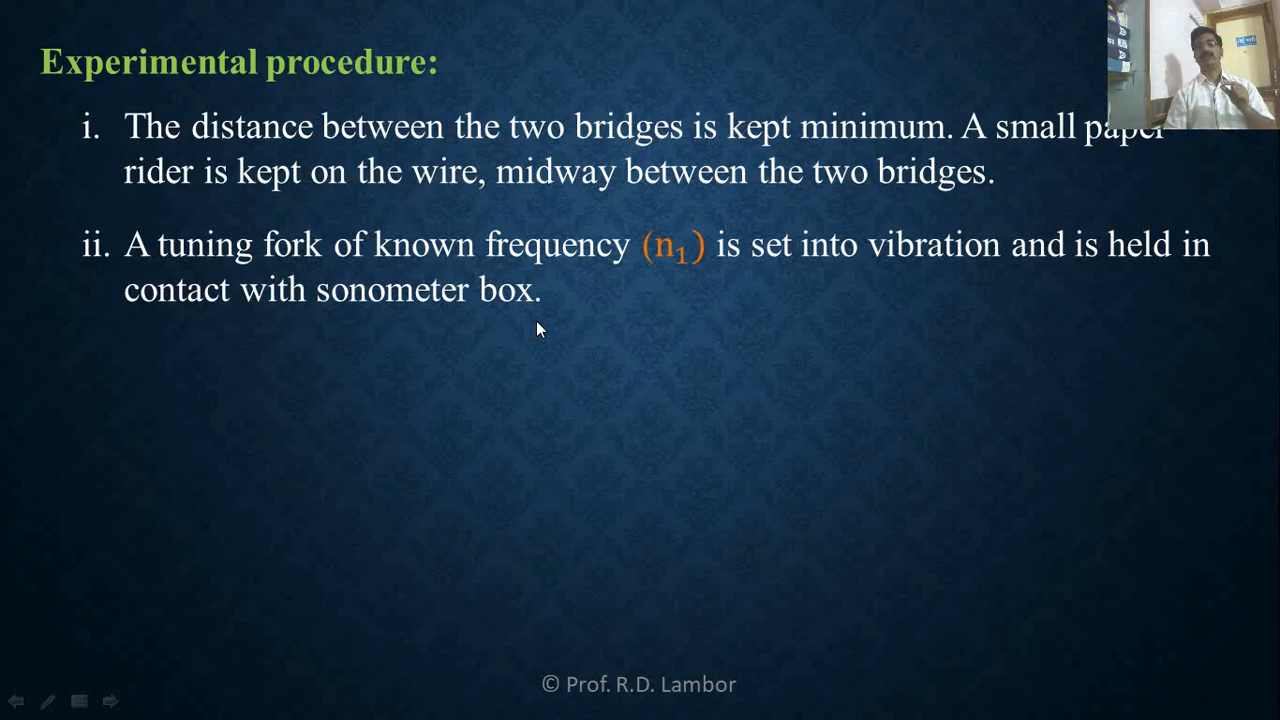 Experimental procedure:
i. The distance between the two bridges is kept minimum. A small paper
rider is kept on the wire, midway between the two bridges.
ii. A tuning fork of known frequency (n₁) is set into vibration and is held in
contact with sonometer box.
© Prof. R.D. Lambor